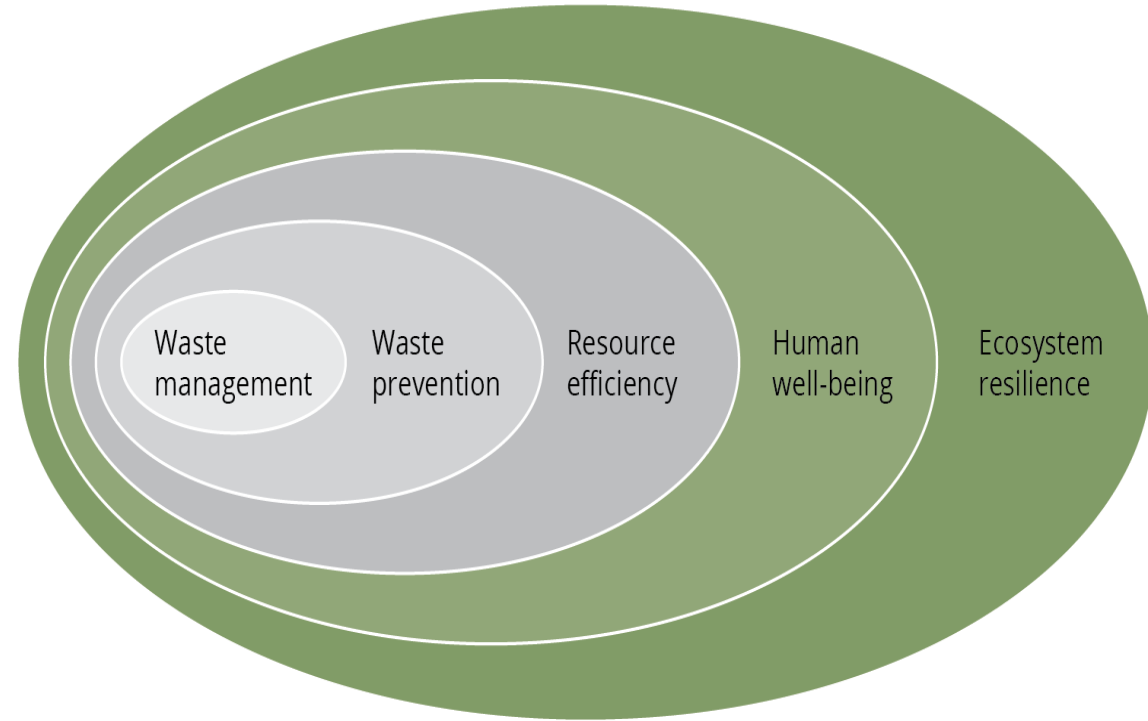 Waste
management
Waste
prevention
Resource
efficiency
Human
well-being
Ecosystem
resilience